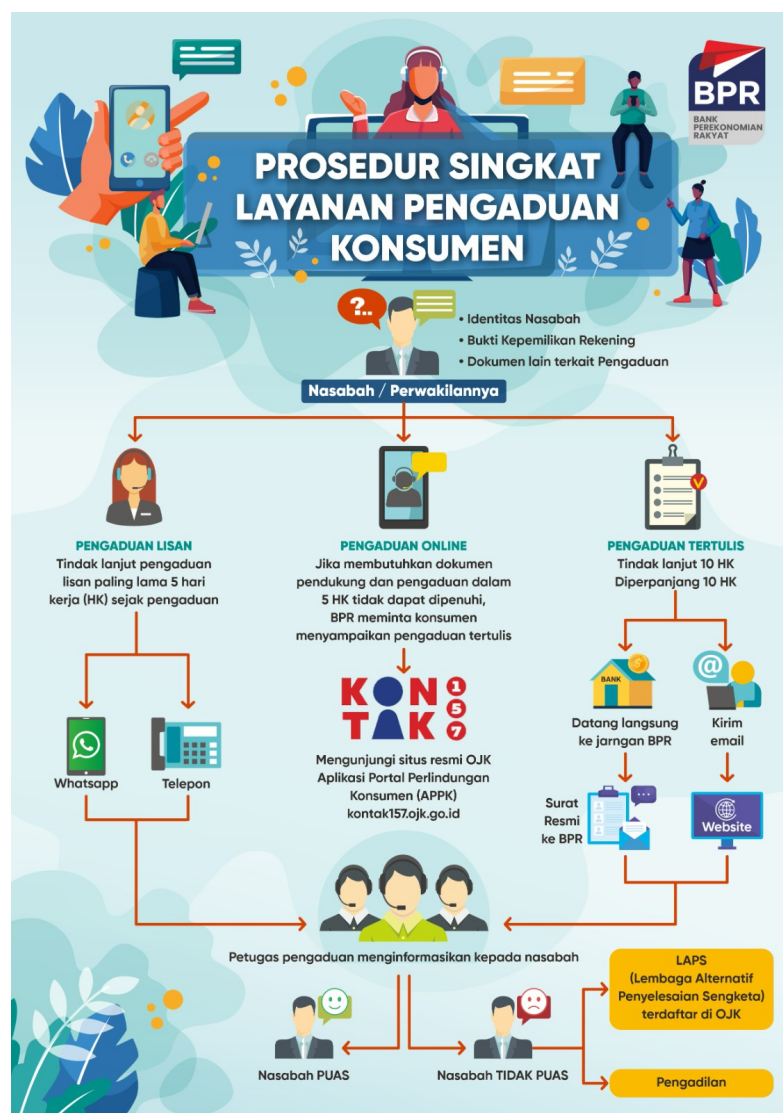 BPR
BANK
PEREKONOMIAN
RAKYAT
PROSEDUR SINGKAT
LAYANAN PENGADUAN
KONSUMEN
?..
• Identitas Nasabah
• Bukti Kepemilikan Rekening
• Dokumen lain terkait Pengaduan
Nasabah / Perwakilannya
PENGADUAN LISAN
Tindak lanjut pengaduan
lisan paling lama 5 hari
kerja (HK) sejak pengaduan
Whatsapp
Telepon
PENGADUAN ONLINE
Jika membutuhkan dokumen
pendukung dan pengaduan dalam
5 HK tidak dapat dipenuhi,
BPR meminta konsumen
menyampaikan pengaduan tertulis
KONTAK 157
Mengunjungi situs resmi OJK
Aplikasi Portal Perlindungan
Konsumen (APPK)
kontak157.ojk.go.id
PENGADUAN TERTULIS
Tindak lanjut 10 HK
Diperpanjang 10 HK
BANK
$
@
Datang langsung
ke jarngan BPR
Kirim
email
Surat
Resmi
ke BPR
Website
Petugas pengaduan menginformasikan kepada nasabah
Nasabah PUAS
Nasabah TIDAK PUAS
LAPS
(Lembaga Alternatif
Penyelesaian Sengketa)
terdaftar di OJK
Pengadilan